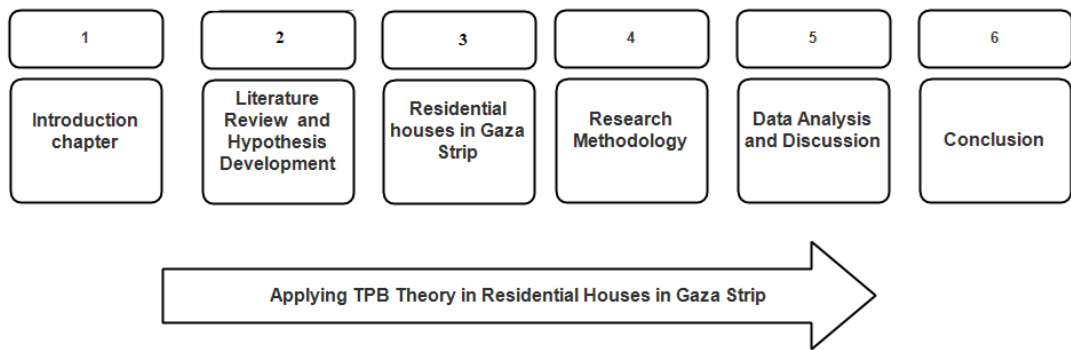 1
2
3
4
5
6
Introduction
chapter
Literature
Review and
Hypothesis
Development
Residential
houses in Gaza
Strip
Research
Methodology
Data Analysis
and Discussion
Conclusion
Applying TPB Theory in Residential Houses in Gaza Strip